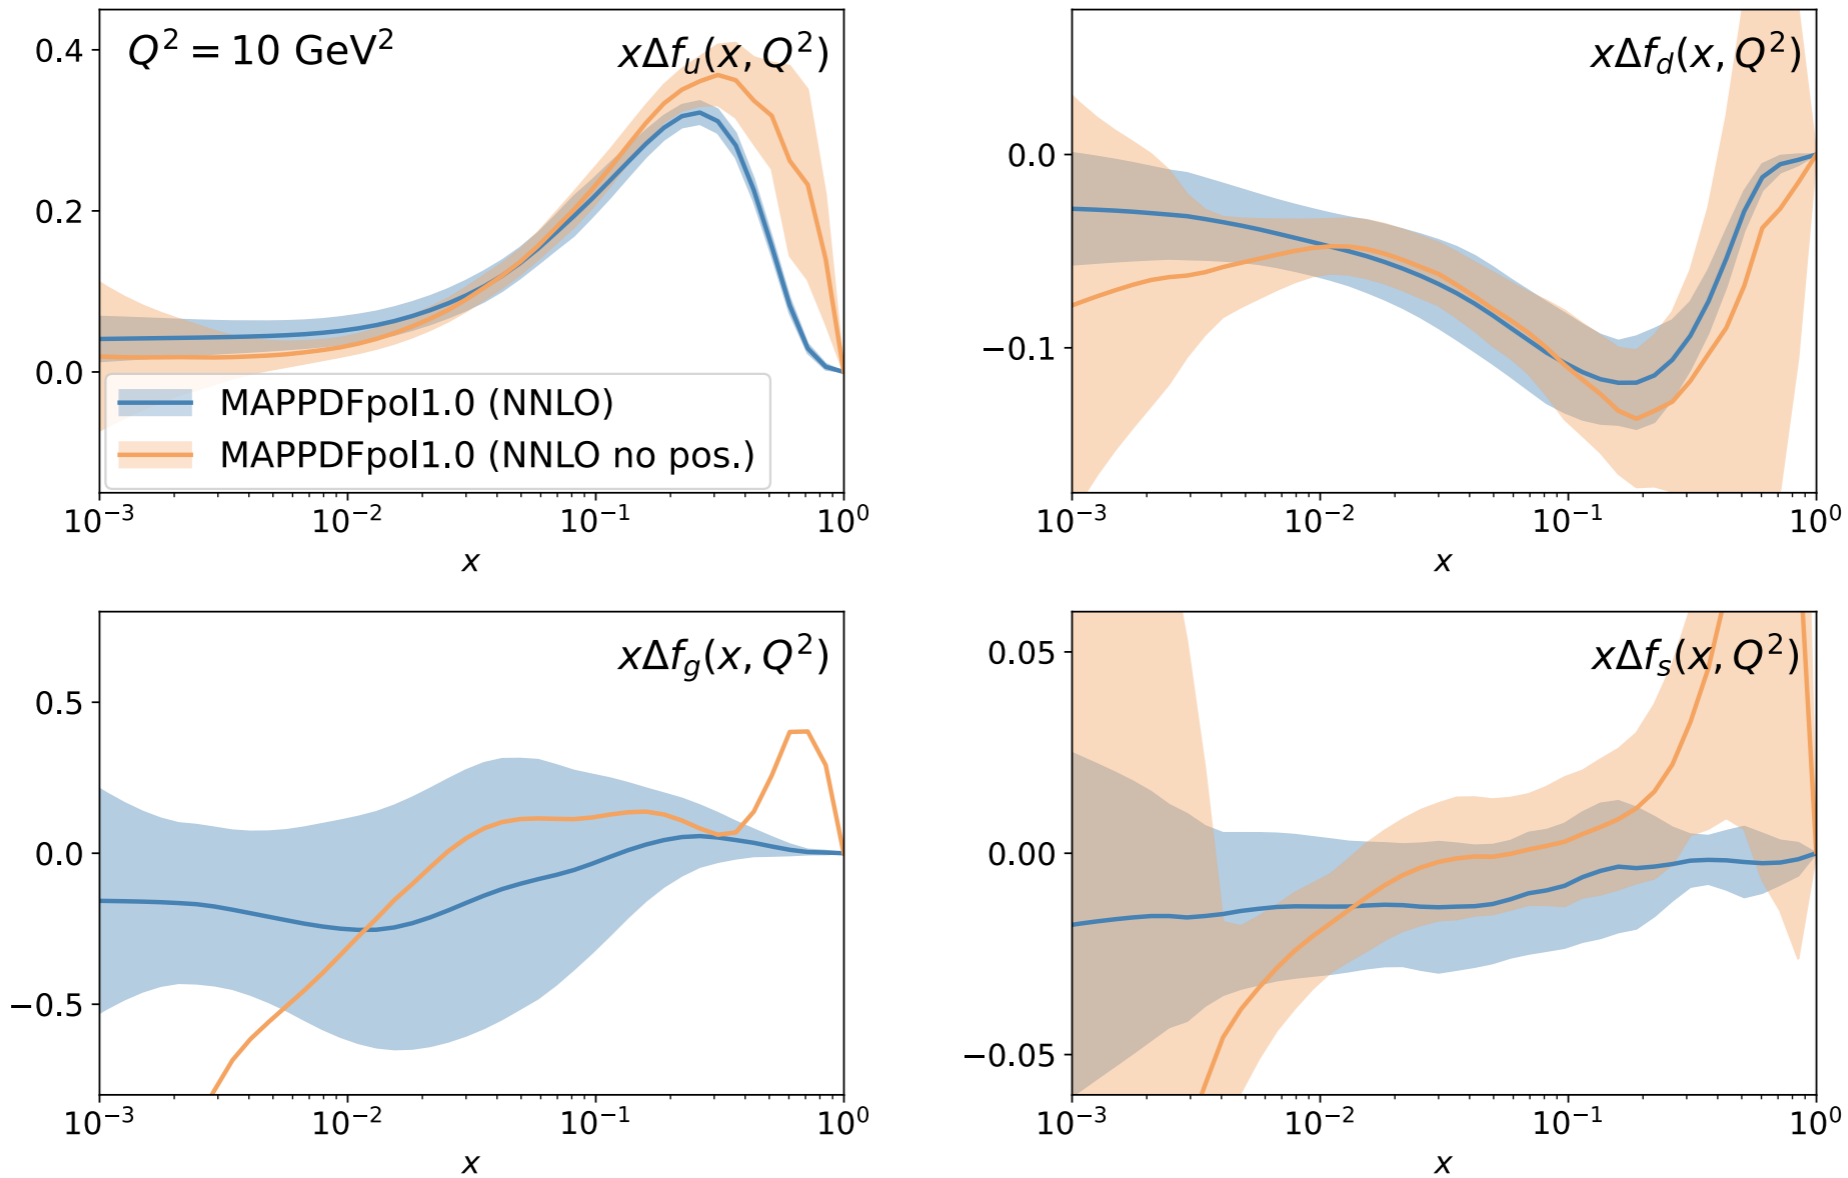 Q² = 10 GeV²
xΔf_u(x, Q²)
0.4
0.2
0.0
MAPPDFpol1.0 (NNLO)
MAPPDFpol1.0 (NNLO no pos.)
10⁻³ 10⁻² 10⁻¹ 10⁰
x
xΔf_d(x, Q²)
0.0
−0.1
10⁻³ 10⁻² 10⁻¹ 10⁰
x
xΔf_g(x, Q²)
0.5
0.0
−0.5
10⁻³ 10⁻² 10⁻¹ 10⁰
x
xΔf_s(x, Q²)
0.05
0.00
−0.05
10⁻³ 10⁻² 10⁻¹ 10⁰
x